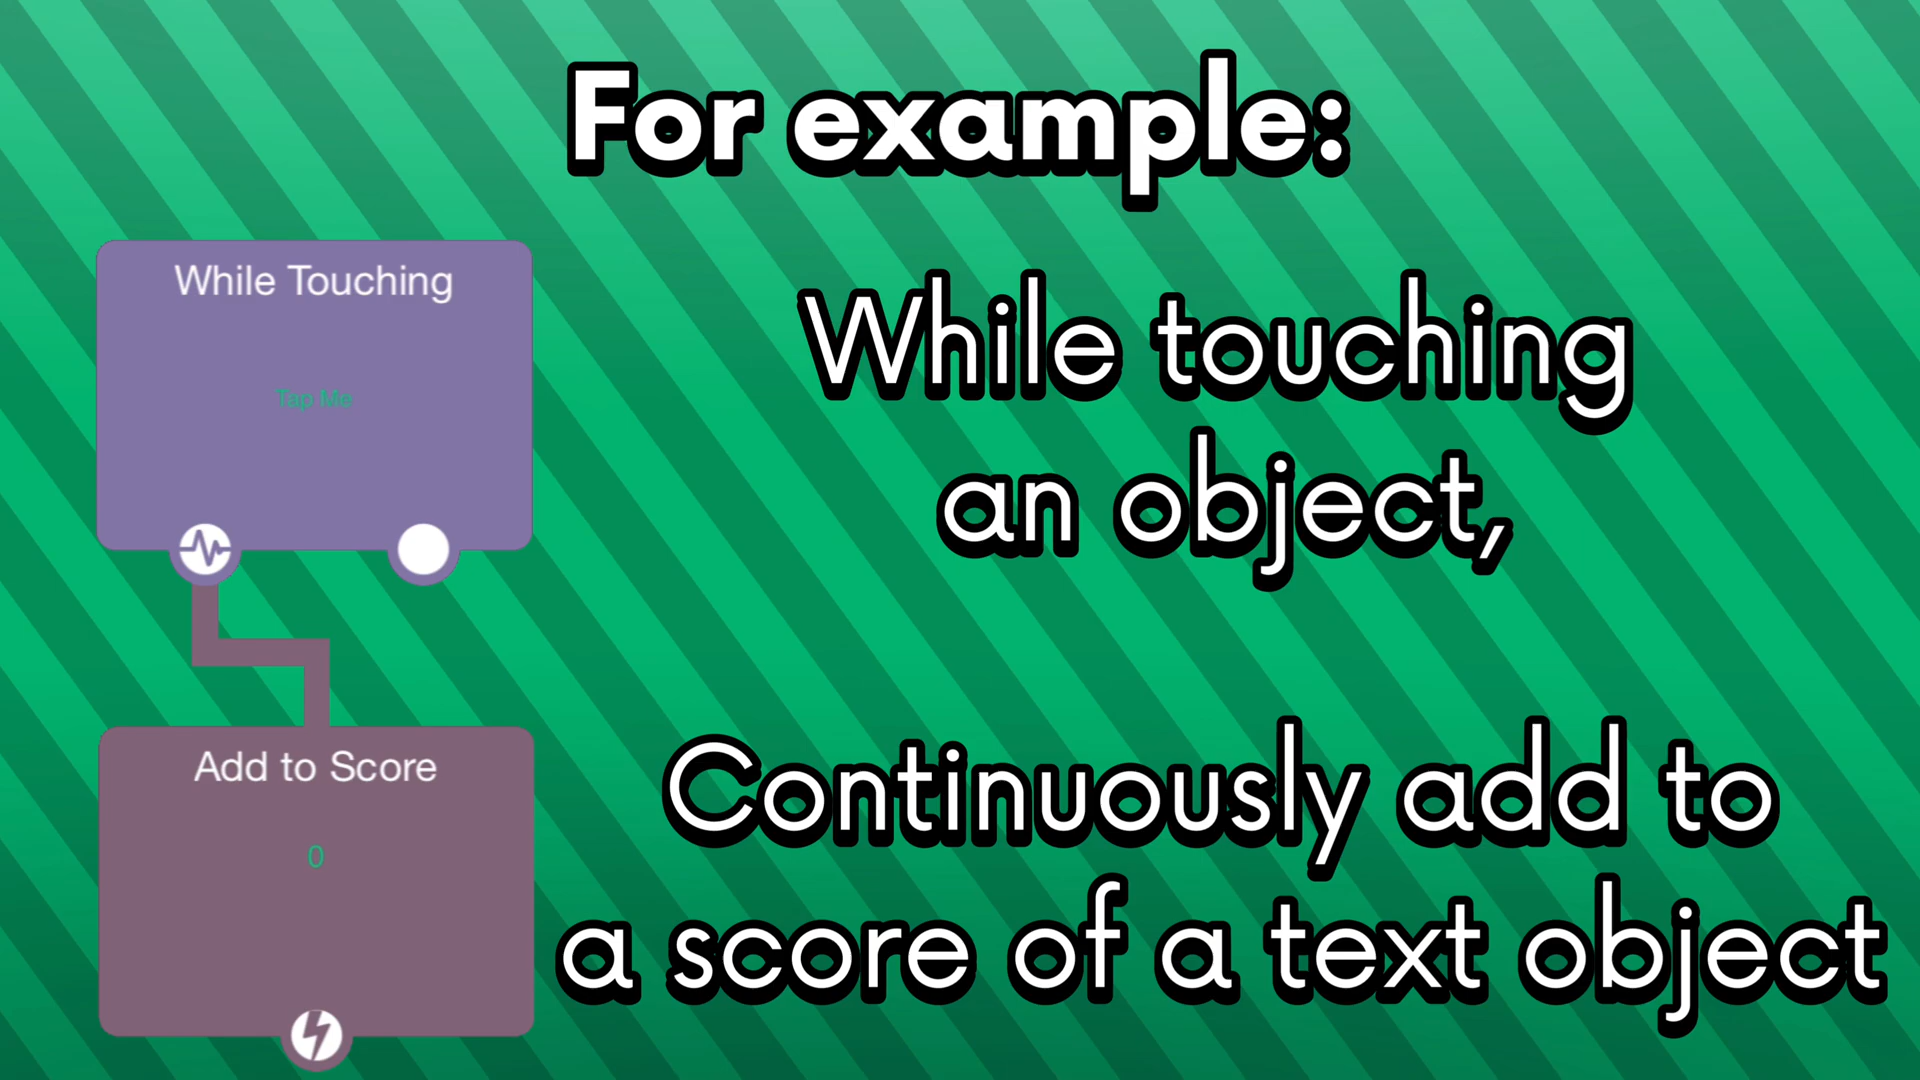 For example:
While Touching
Tap Me
While touching
an object,
Add to Score
0
Continuously add to
a score of a text object